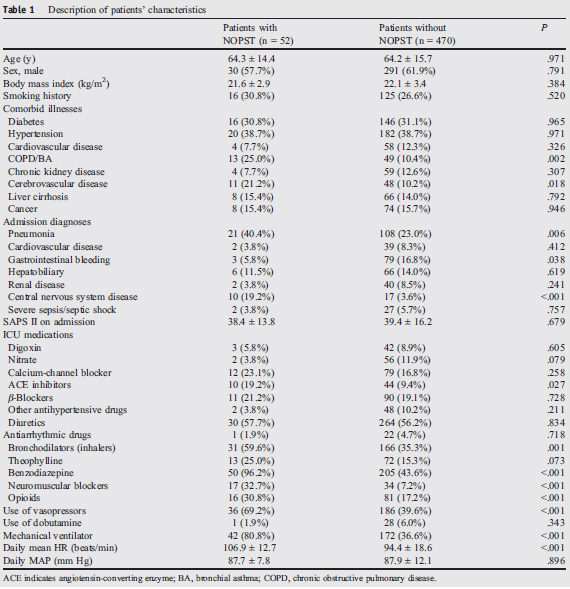 Table 1 Description of patients' characteristics
Patients with NOPST (n = 52) Patients without NOPST (n = 470) P
Age (y) 64.3 ± 14.4 64.2 ± 15.7 .971
Sex, male 30 (57.7%) 291 (61.9%) .791
Body mass index (kg/m2) 21.6 ± 2.9 22.1 ± 3.4 .384
Smoking history 16 (30.8%) 125 (26.6%) .520
Comorbid illnesses
Diabetes 16 (30.8%) 146 (31.1%) .965
Hypertension 20 (38.7%) 182 (38.7%) .971
Cardiovascular disease 4 (7.7%) 58 (12.3%) .326
COPD/BA 13 (25.0%) 49 (10.4%) .002
Chronic kidney disease 4 (7.7%) 59 (12.6%) .307
Cerebrovascular disease 11 (21.2%) 48 (10.2%) .018
Liver cirrhosis 8 (15.4%) 66 (14.0%) .792
Cancer 8 (15.4%) 74 (15.7%) .946
Admission diagnoses
Pneumonia 21 (40.4%) 108 (23.0%) .006
Cardiovascular disease 2 (3.8%) 39 (8.3%) .412
Gastrointestinal bleeding 3 (5.8%) 79 (16.8%) .038
Hepatobiliary 6 (11.5%) 66 (14.0%) .619
Renal disease 2 (3.8%) 40 (8.5%) .241
Central nervous system disease 10 (19.2%) 17 (3.6%) <.001
Severe sepsis/septic shock 2 (3.8%) 27 (5.7%) .757
SAPS II on admission 38.4 ± 13.8 39.4 ± 16.2 .679
ICU medications
Digoxin 3 (5.8%) 42 (8.9%) .605
Nitrate 2 (3.8%) 56 (11.9%) .079
Calcium-channel blocker 12 (23.1%) 79 (16.8%) .258
ACE inhibitors 10 (19.2%) 44 (9.4%) .027
β-Blockers 11 (21.2%) 90 (19.1%) .728
Other antihypertensive drugs 2 (3.8%) 48 (10.2%) .211
Diuretics 30 (57.7%) 264 (56.2%) .834
Antiarrhythmic drugs 1 (1.9%) 22 (4.7%) .718
Bronchodilators (inhalers) 31 (59.6%) 166 (35.3%) .001
Theophylline 13 (25.0%) 72 (15.3%) .073
Benzodiazepine 50 (96.2%) 205 (43.6%) <.001
Neuromuscular blockers 17 (32.7%) 34 (7.2%) <.001
Opioids 16 (30.8%) 81 (17.2%) <.001
Use of vasopressors 36 (69.2%) 186 (39.6%) <.001
Use of dobutamine 1 (1.9%) 28 (6.0%) .343
Mechanical ventilator 42 (80.8%) 172 (36.6%) <.001
Daily mean HR (beats/min) 106.9 ± 12.7 94.4 ± 18.6 <.001
Daily MAP (mm Hg) 87.7 ± 7.8 87.9 ± 12.1 .896
ACE indicates angiotensin-converting enzyme; BA, bronchial asthma; COPD, chronic obstructive pulmonary disease.